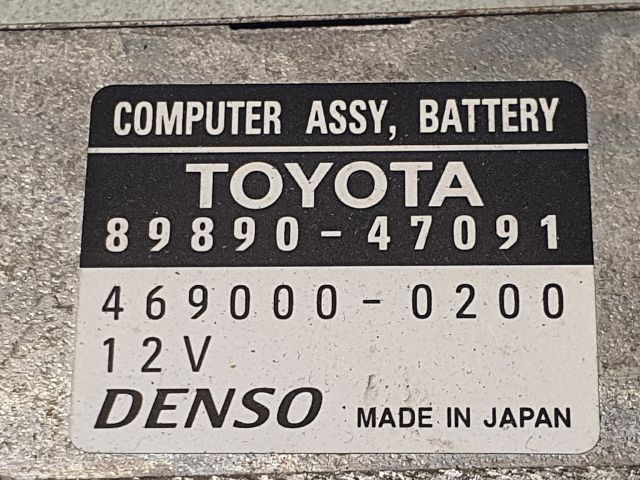 COMPUTER ASSY, BATTERY
TOYOTA
89890-47091
469000-0200
12V
DENSO MADE IN JAPAN